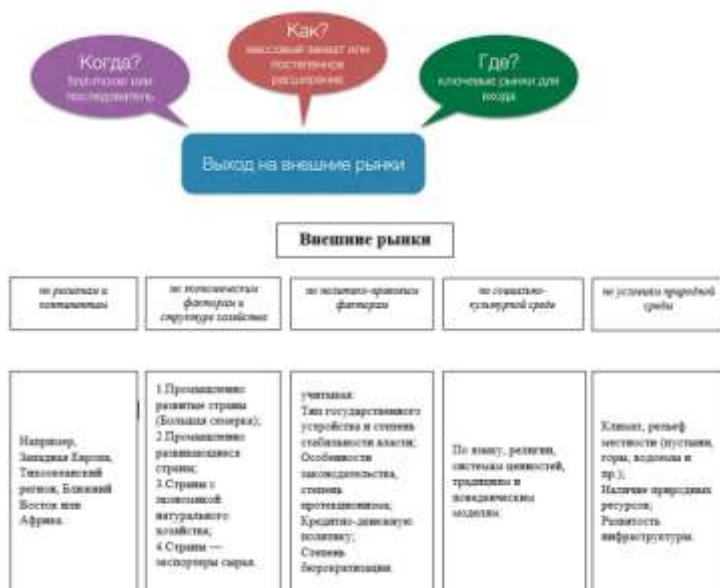 Когда?
first-mover или
последователь
Как?
массовый захват или
постепенное
расширение
Где?
ключевые рынки для
входа
Выход на внешние рынки
Внешние рынки
по регионам и
континентам
по экономическим
факторам и
структуре хозяйства
по политико-правовым
факторам
по социально-
культурной среде
по условиям природной
среды
Например,
Западная Европа,
Тихоокеанский
регион, Ближний
Восток или
Африка.
1.Промышленно
развитые страны
(Большая семерка);
2.Промышленно
развивающиеся
страны;
3.Страны с
экономикой
натурального
хозяйства;
4.Страны —
экспортеры сырья.
учитывая:
Тип государственного
устройства и степень
стабильности власти;
Особенности
законодательства,
степень
протекционизма;
Кредитно-денежную
политику;
Степень
бюрократизации.
По языку, религии,
системам ценностей,
традициям и
поведенческим
моделям.
Климат, рельеф
местности (пустыни,
горы, водоемы и
пр.);
Наличие природных
ресурсов;
Развитость
инфраструктуры.